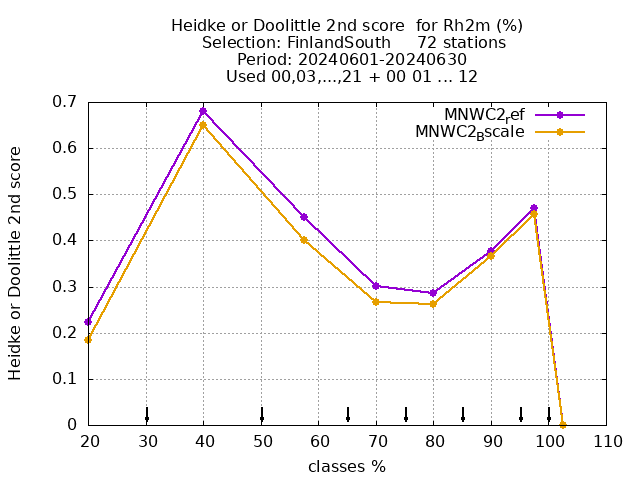 Heidke or Doolittle 2nd score  for Rh2m (%)
Selection: FinlandSouth     72 stations
Period: 20240601-20240630
Used 00,03,...,21 + 00 01 ... 12
MNWC2ref
MNWC2Bscale
Heidke or Doolittle 2nd score
0.7
0.6
0.5
0.4
0.3
0.2
0.1
0
20 30 40 50 60 70 80 90 100 110
classes %